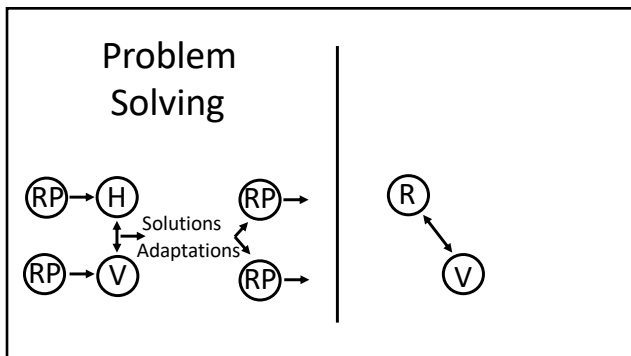 Problem
Solving
RP H
Solutions
Adaptations
RP V
RP
RP
R
V